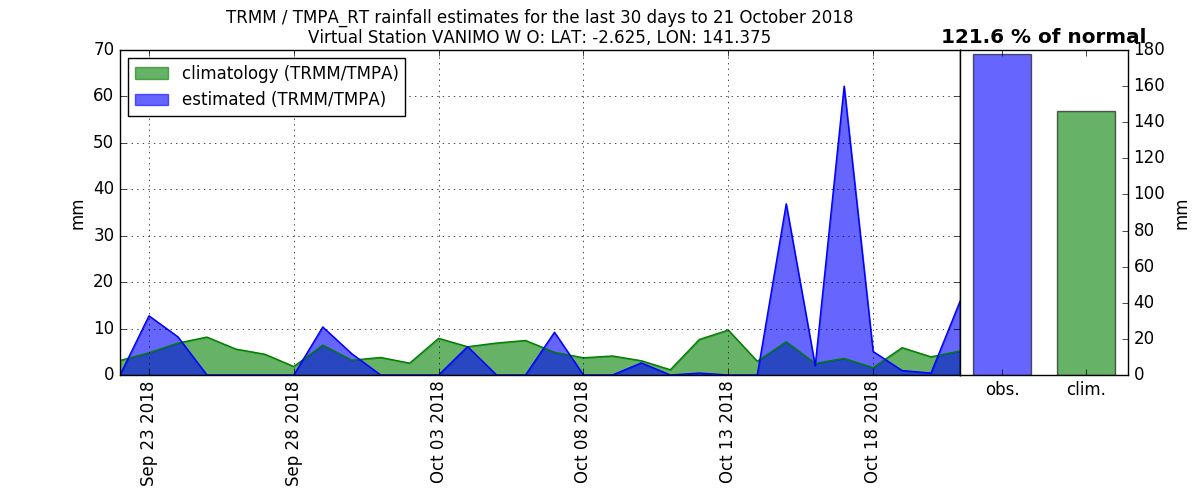 TRMM / TMPA_RT rainfall estimates for the last 30 days to 21 October 2018
Virtual Station VANIMO W O: LAT: -2.625, LON: 141.375
121.6 % of normal
climatology (TRMM/TMPA)
estimated (TRMM/TMPA)
70
60
50
40
30
20
10
0
mm
Sep 23 2018
Sep 28 2018
Oct 03 2018
Oct 08 2018
Oct 13 2018
Oct 18 2018
180
160
140
120
100
80
60
40
20
0
mm
obs.
clim.